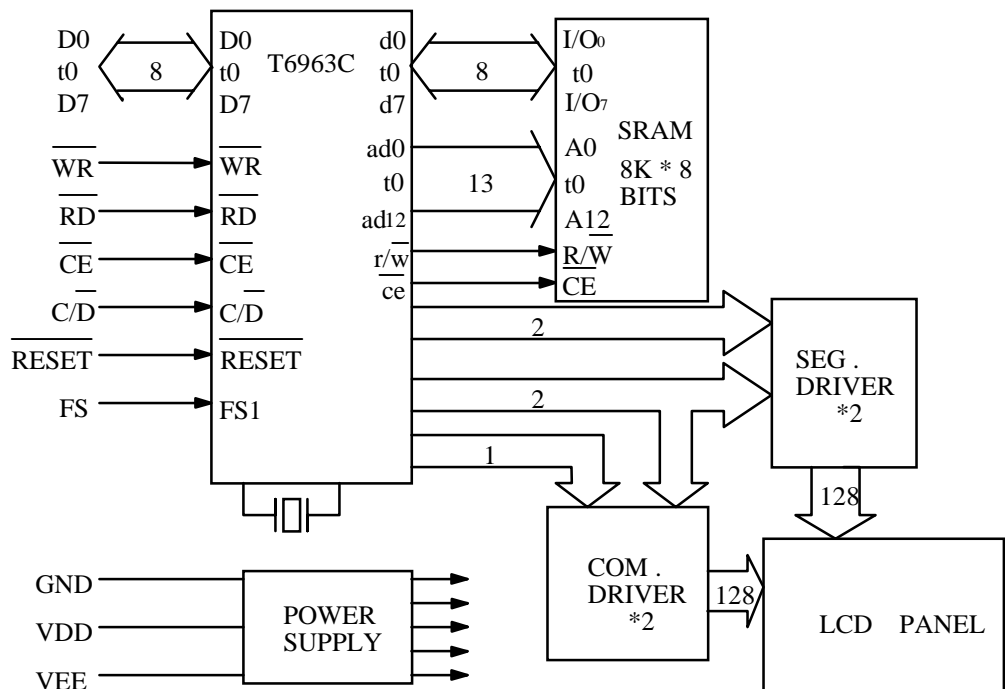 D0
t0
D7
8
D0
t0
D7
T6963C
d0
t0
d7
8
I/O0
t0
I/O7
SRAM
8K * 8
BITS
ad0
t0
ad12
13
A0
t0
A12
WR
WR
RD
RD
CE
CE
C/D
C/D
RESET
RESET
FS
FS1
r/w
ce
R/W
CE
2
2
1
SEG .
DRIVER
*2
128
COM .
DRIVER
*2
128
LCD PANEL
GND
VDD
VEE
POWER
SUPPLY